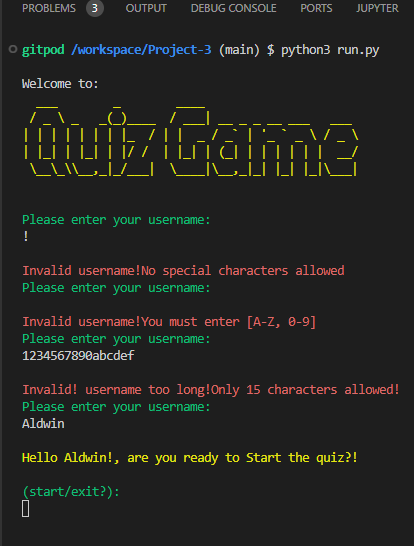 PROBLEMS 3 OUTPUT DEBUG CONSOLE PORTS JUPYTER
gitpod /workspace/Project-3 (main) $ python3 run.py
Welcome to:
Quiz Game
Please enter your username:
!
Invalid username!No special characters allowed
Please enter your username:
Invalid username!You must enter [A-Z, 0-9]
Please enter your username:
1234567890abcdef
Invalid! username too long!Only 15 characters allowed!
Please enter your username:
Aldwin
Hello Aldwin!, are you ready to Start the quiz?!
(start/exit?):